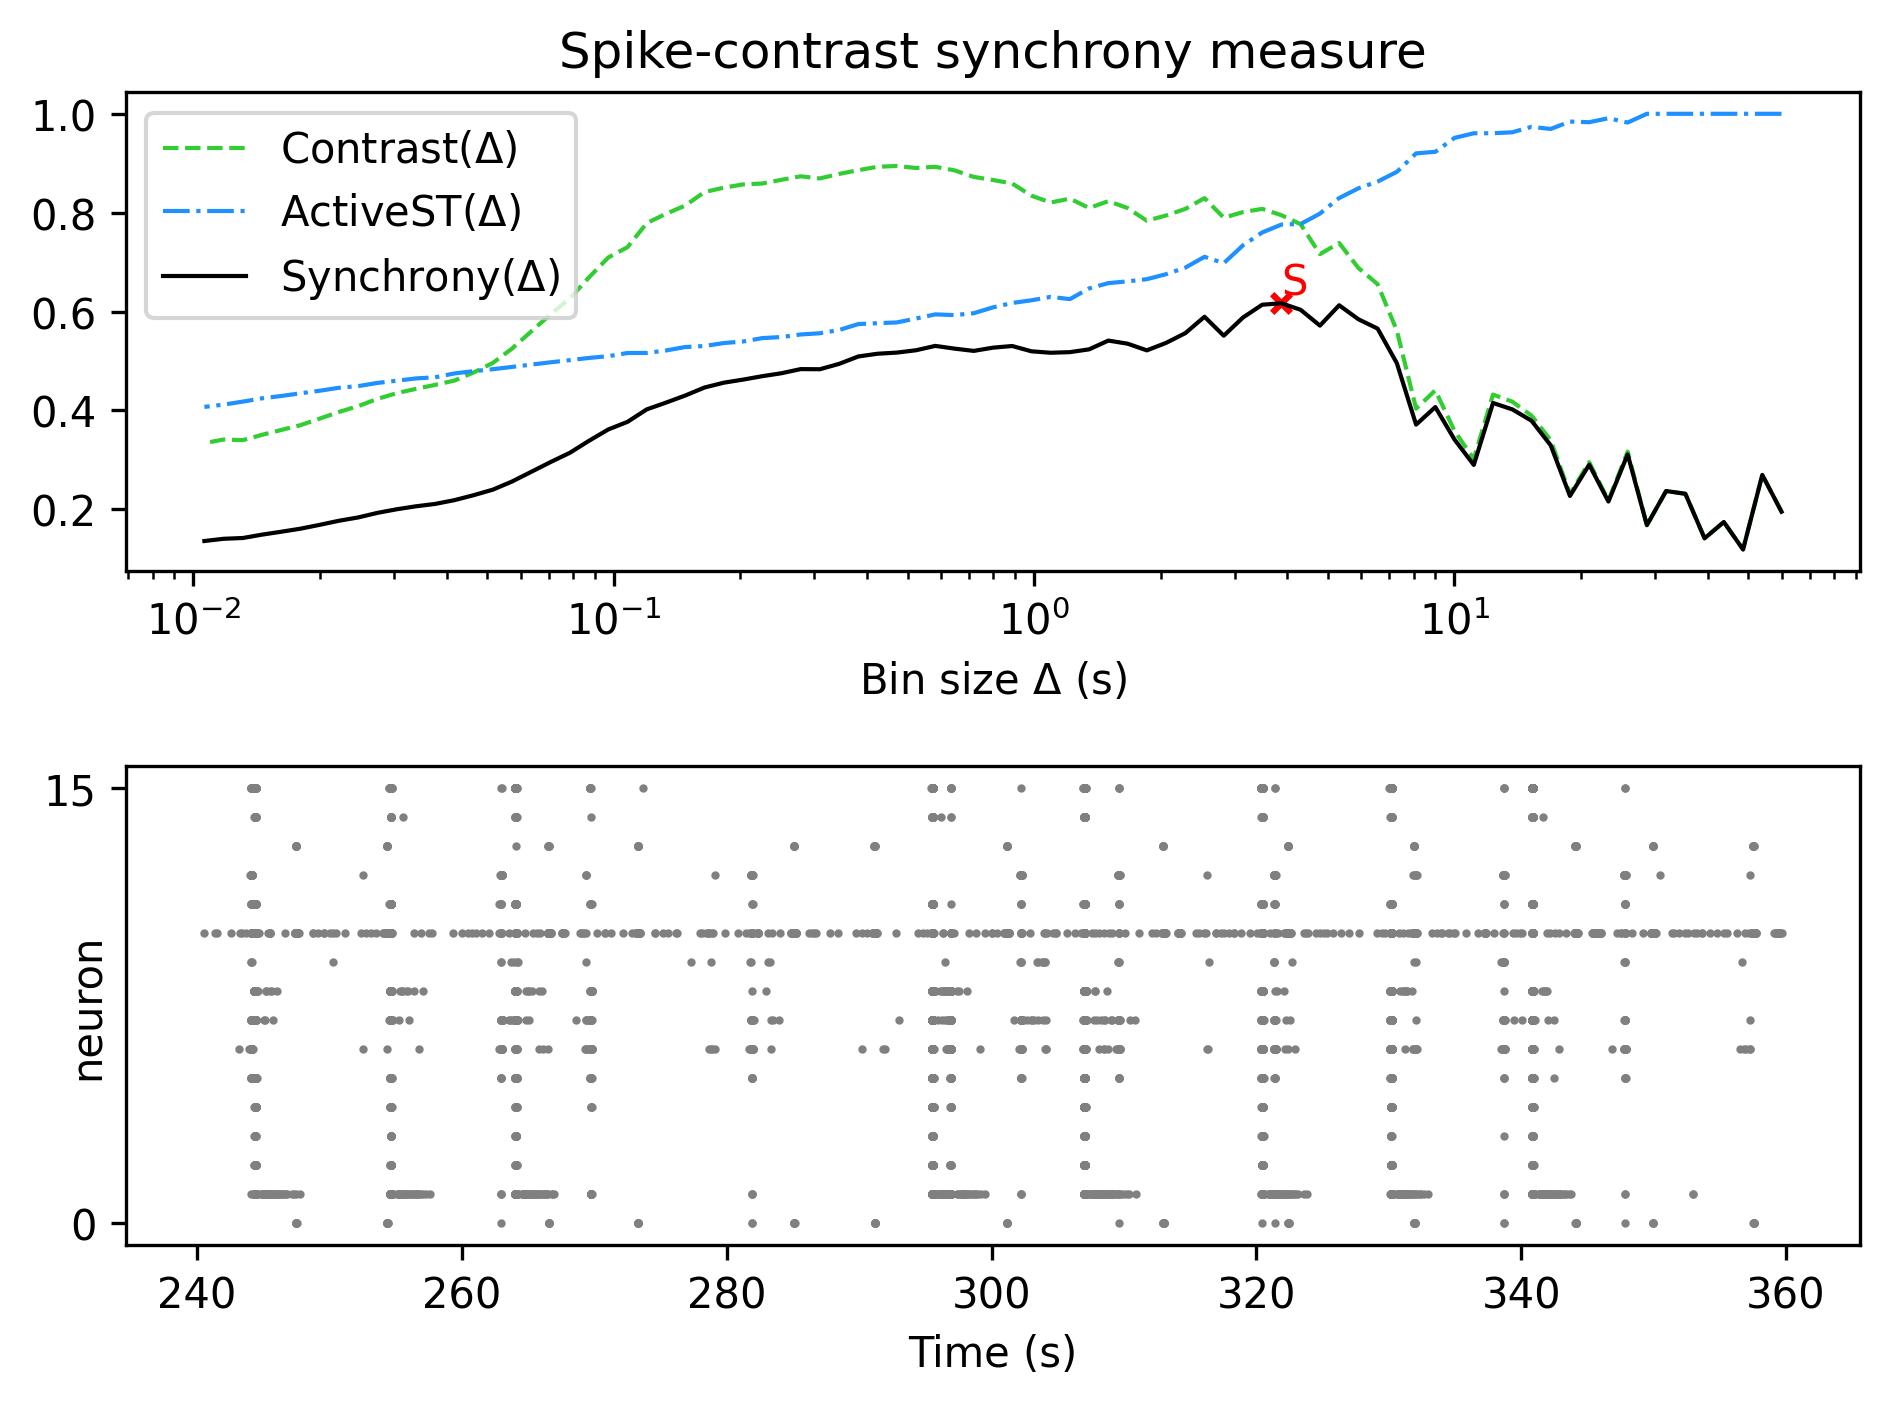 Spike-contrast synchrony measure
1.0
0.8
0.6
0.4
0.2
Contrast(Δ)
ActiveST(Δ)
Synchrony(Δ)
S
10⁻² 10⁻¹ 10⁰ 10¹
Bin size Δ (s)
15
0
neuron
240 260 280 300 320 340 360
Time (s)